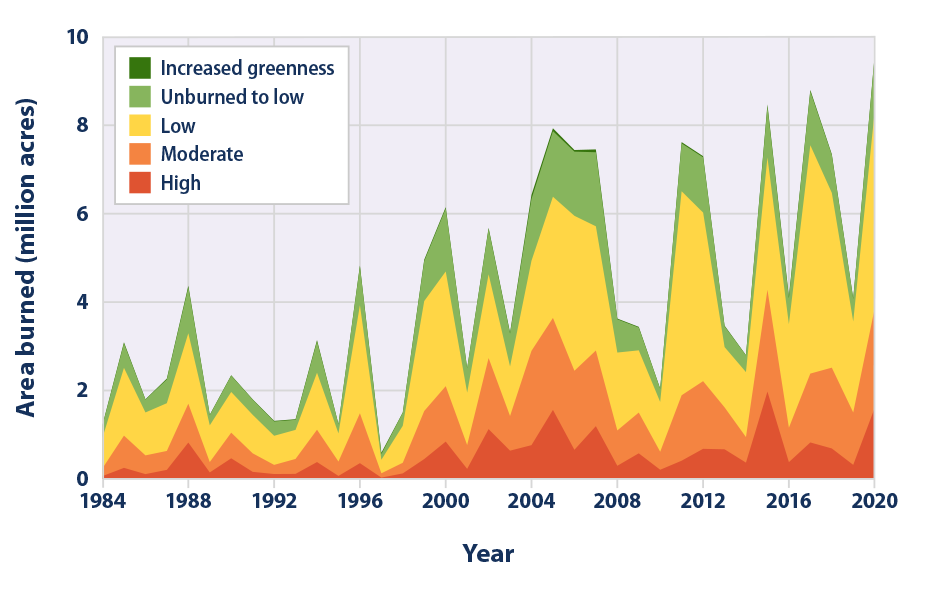 Area burned (million acres)
10
8
6
4
2
0
Increased greenness
Unburned to low
Low
Moderate
High
1984 1988 1992 1996 2000 2004 2008 2012 2016 2020
Year